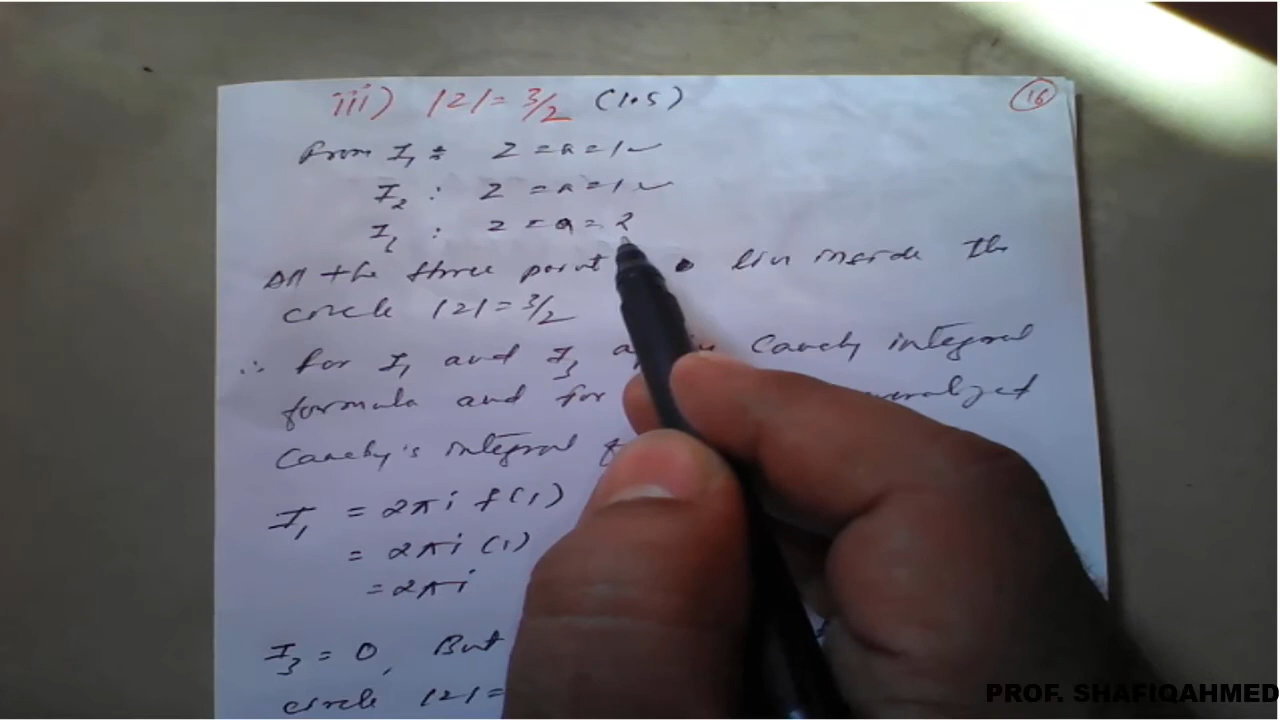 iii) |z| = 3/2 (1.5)
16
From I₁ : z = a = 1 ✓
I₂ : z = a = 1 ✓
: z = a = 2
All the three point lin inside the
circle |z| = 3/2
∴ for I₁ and I₃ Cauchy integral
formula and for
Cauchy's integral
I₁ = 2πi f(1)
= 2πi (1)
= 2πi
I₃ = 0, But
circle |z| =
PROF. SHAFIQAHMED